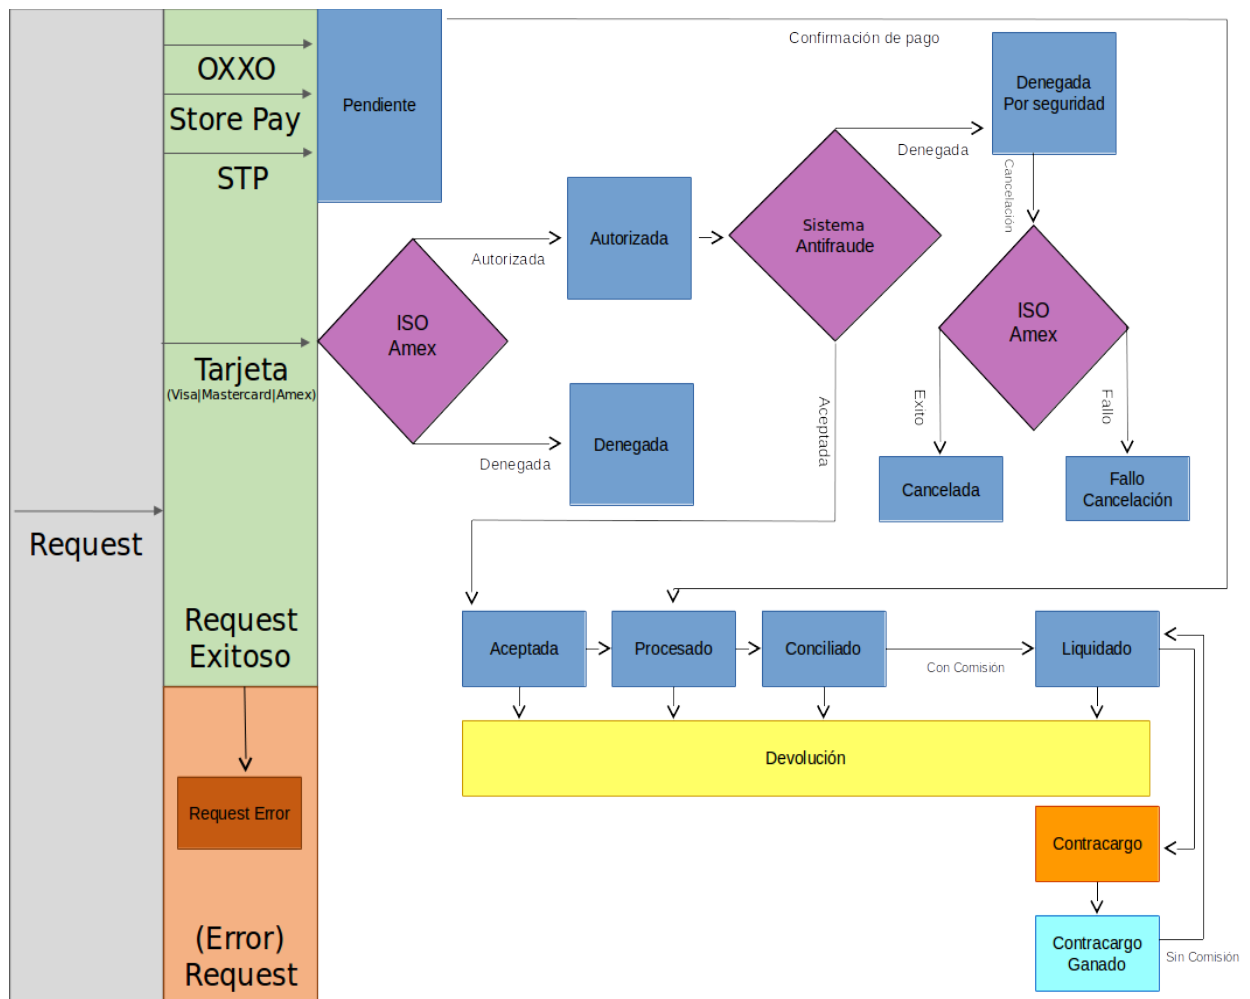 Request
OXXO
Store Pay
STP
Tarjeta
(Visa|Mastercard|Amex)
Request
Exitoso
Request Error
(Error)
Request
Pendiente
Confirmación de pago
ISO
Amex
Autorizada
Autorizada
Denegada
Denegada
Sistema
Antifraude
Denegada
Denegada
Por seguridad
Cancelación
ISO
Amex
Exito
Fallo
Cancelada
Fallo
Cancelación
Aceptada
Aceptada
Procesado
Conciliado
Con Comisión
Liquidado
Devolución
Contracargo
Contracargo
Ganado
Sin Comisión